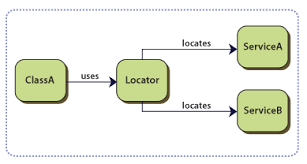 ClassA
uses
Locator
locates
ServiceA
locates
ServiceB